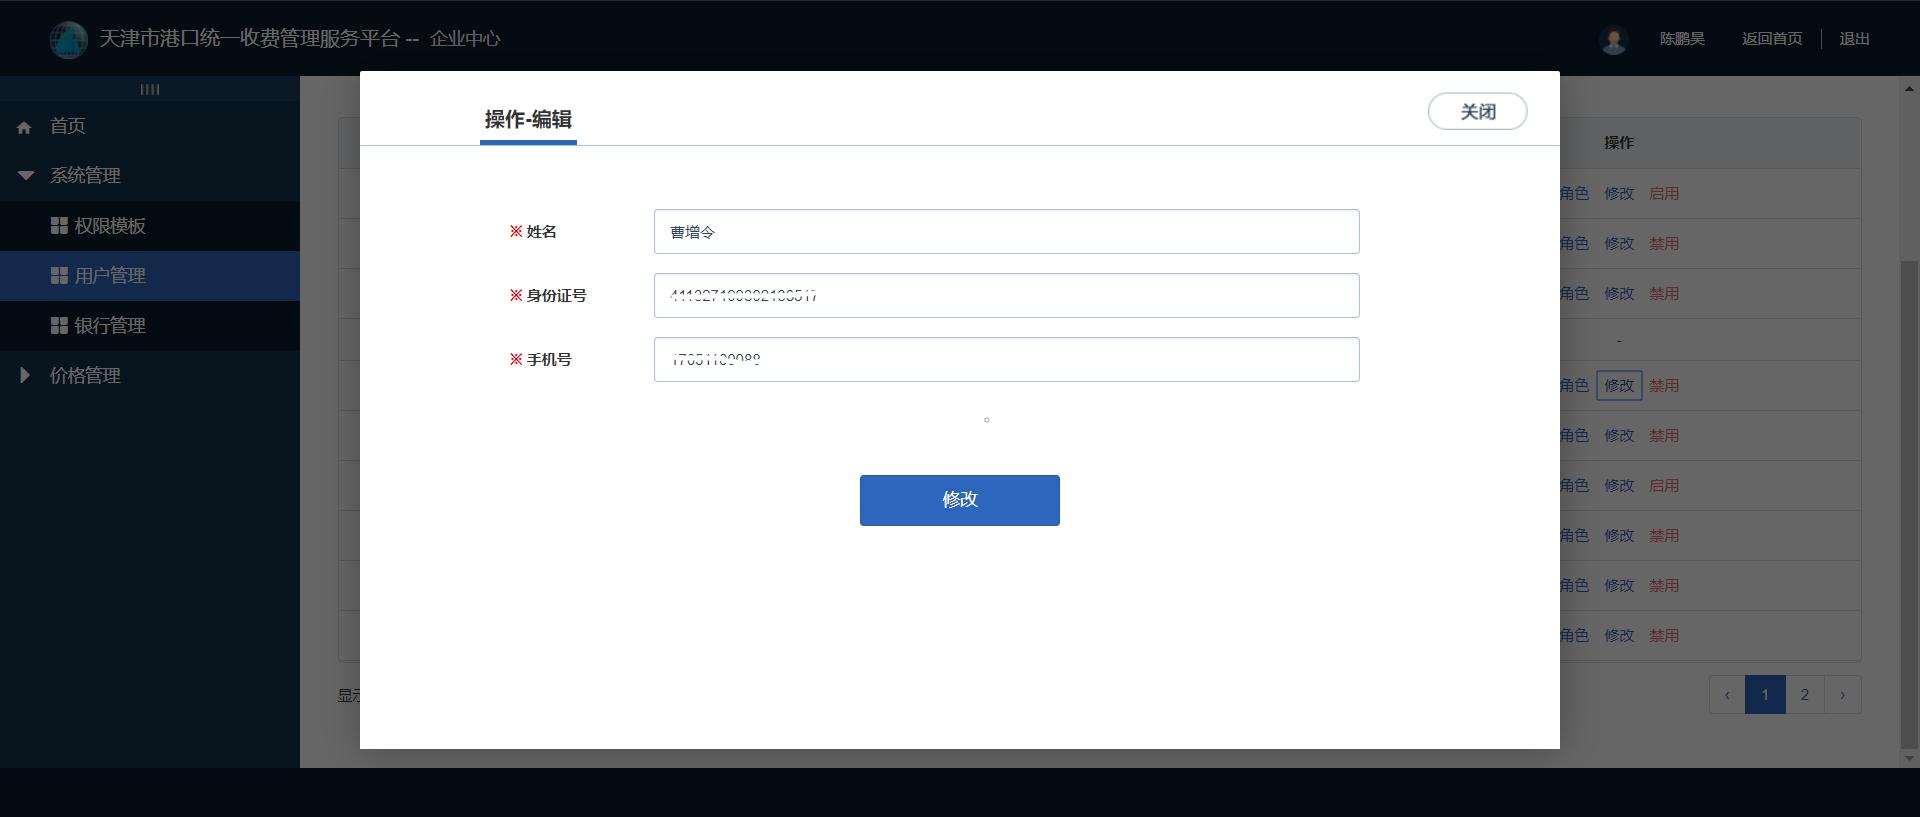 天津市港口统一收费管理服务平台 -- 企业中心
陈鹏昊 返回首页 退出
首页
系统管理
权限模板
用户管理
银行管理
价格管理
操作-编辑
关闭
※ 姓名 曹增令
※ 身份证号
※ 手机号
修改
操作
角色 修改 启用
角色 修改 禁用
角色 修改 禁用
-
角色 修改 禁用
角色 修改 禁用
角色 修改 启用
角色 修改 禁用
角色 修改 禁用
角色 修改 禁用
显示
‹ 1 2 ›